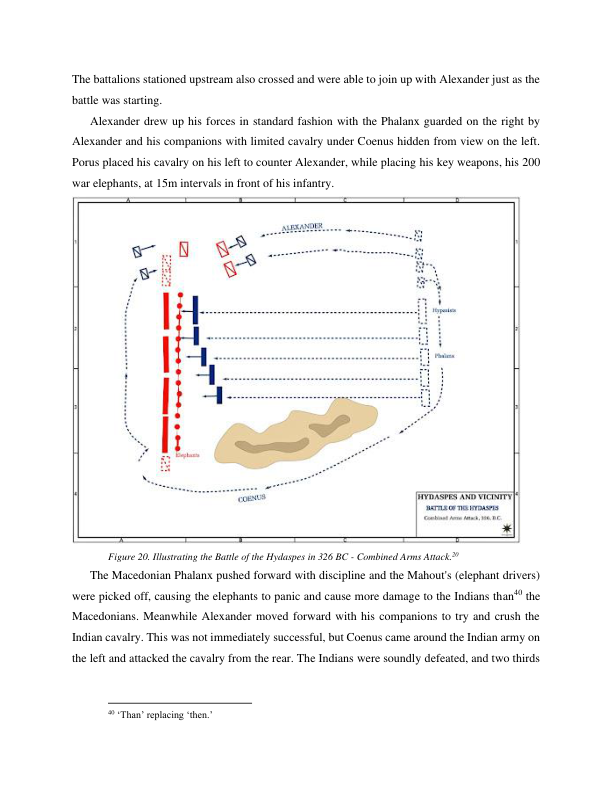 The battalions stationed upstream also crossed and were able to join up with Alexander just as the
battle was starting.
Alexander drew up his forces in standard fashion with the Phalanx guarded on the right by
Alexander and his companions with limited cavalry under Coenus hidden from view on the left.
Porus placed his cavalry on his left to counter Alexander, while placing his key weapons, his 200
war elephants, at 15m intervals in front of his infantry.
A B C D
1 1
ALEXANDER
Hypaspists
2 2
Phalanx
3 3
Elephants
4 4
COENUS
HYDASPES AND VICINITY
BATTLE OF THE HYDASPES
Combined Arms Attack, 326, B.C.
A B C D
Figure 20. Illustrating the Battle of the Hydaspes in 326 BC - Combined Arms Attack.20
The Macedonian Phalanx pushed forward with discipline and the Mahout's (elephant drivers)
were picked off, causing the elephants to panic and cause more damage to the Indians than40 the
Macedonians. Meanwhile Alexander moved forward with his companions to try and crush the
Indian cavalry. This was not immediately successful, but Coenus came around the Indian army on
the left and attacked the cavalry from the rear. The Indians were soundly defeated, and two thirds
40 ‘Than’ replacing ‘then.’